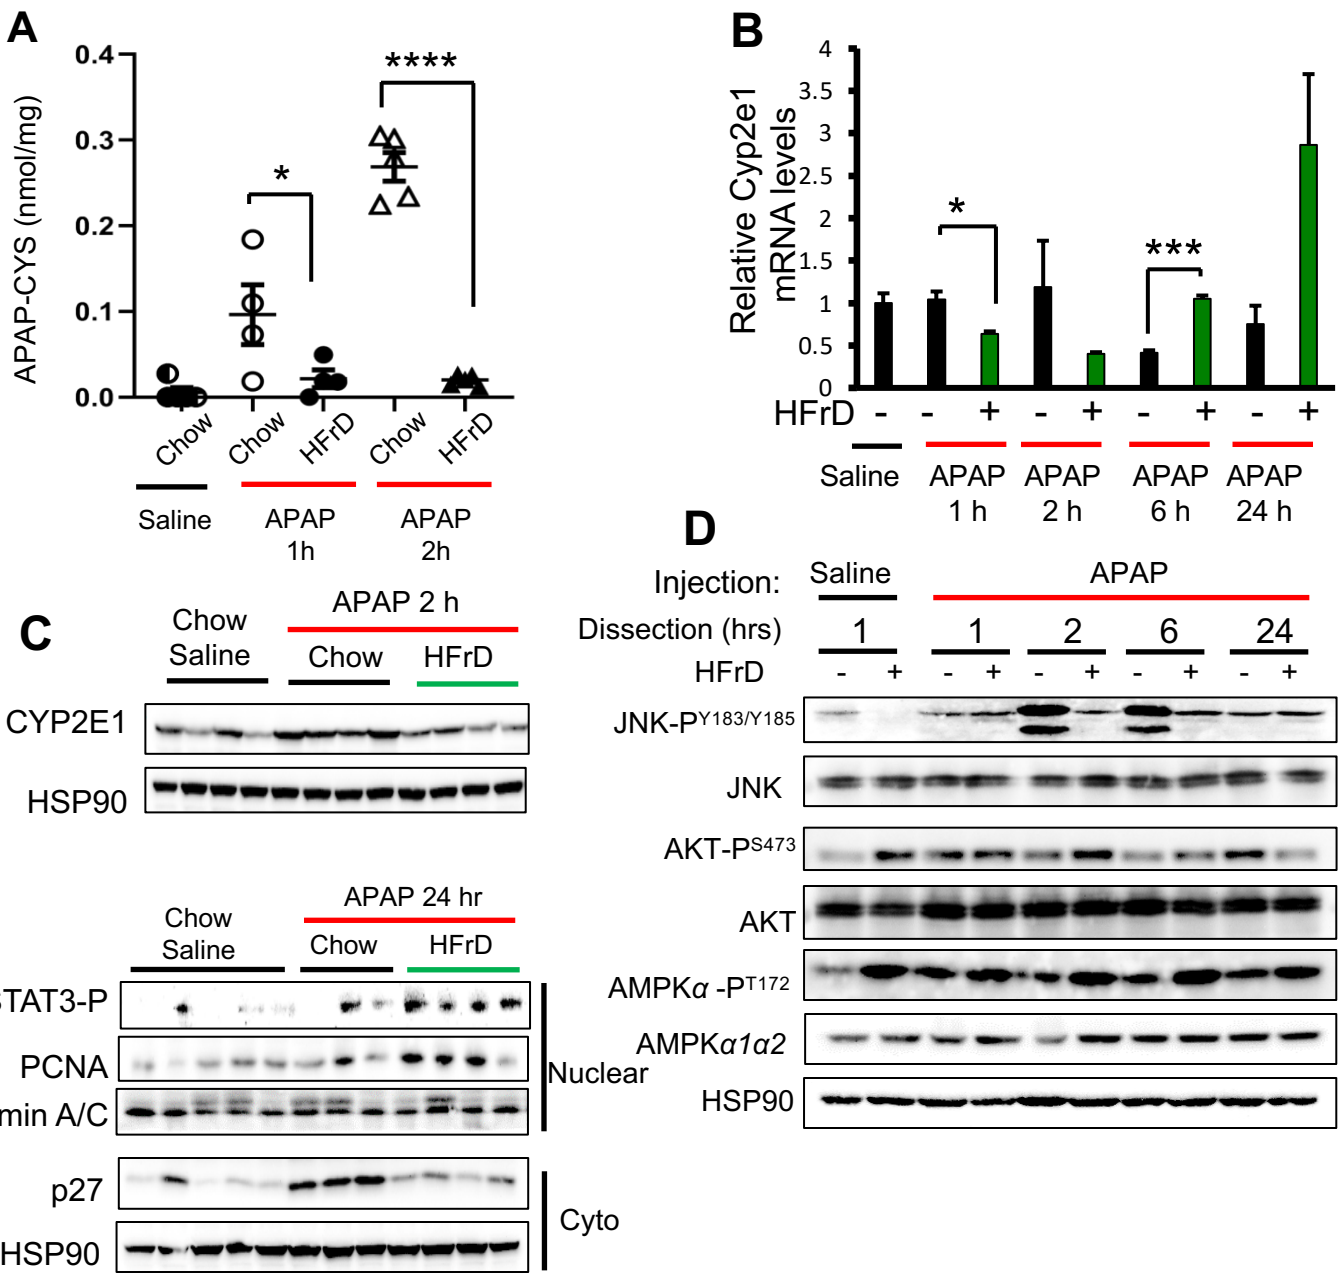 A
APAP-CYS (nmol/mg)
0.4
0.3
0.2
0.1
0.0
*
****
Chow
Chow
HFrD
Chow
HFrD
Saline
APAP
1h
APAP
2h
B
Relative Cyp2e1
mRNA levels
4
3.5
3
2.5
2
1.5
1
0.5
0
*
***
HFrD - - + - + - + - +
Saline
APAP
1 h
APAP
2 h
APAP
6 h
APAP
24 h
C
Chow
Saline
APAP 2 h
Chow
HFrD
CYP2E1
HSP90
Chow
Saline
APAP 24 hr
Chow
HFrD
STAT3-P
PCNA
min A/C
Nuclear
p27
HSP90
Cyto
D
Injection:
Saline
APAP
Dissection (hrs) 1 1 2 6 24
HFrD - + - + - + - + - +
JNK-P^Y183/Y185
JNK
AKT-P^S473
AKT
AMPKα -P^T172
AMPKα1α2
HSP90